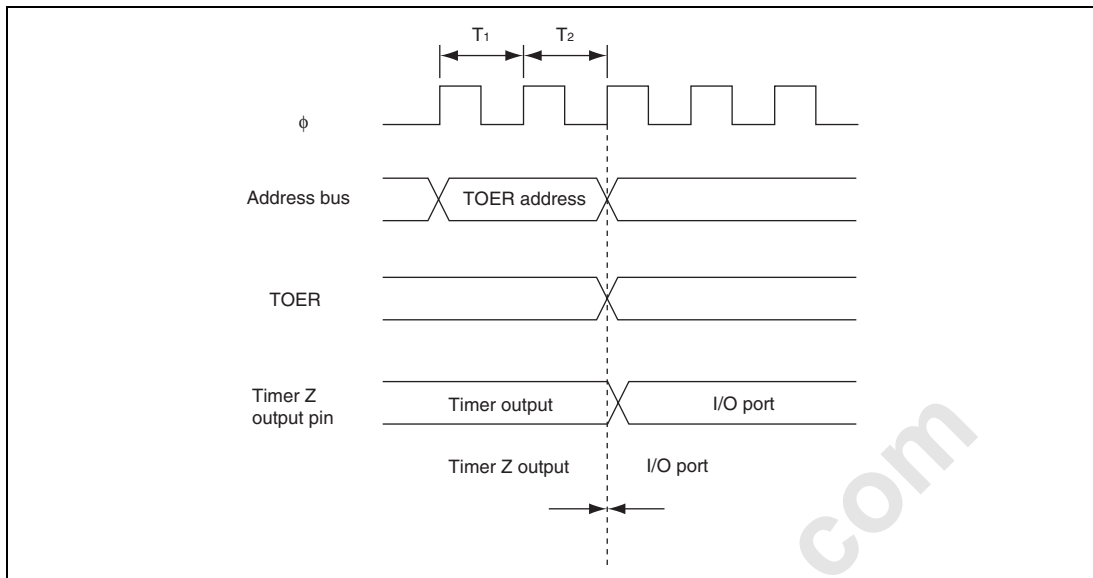 T1 T2
ϕ
Address bus TOER address
TOER
Timer Z
output pin
Timer output I/O port
Timer Z output I/O port
com